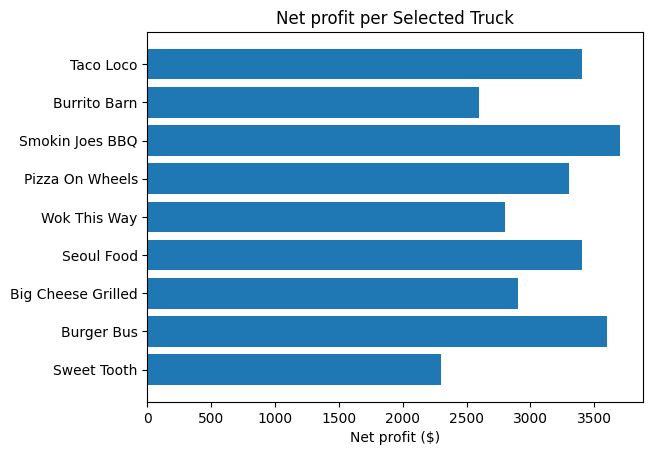 Net profit per Selected Truck
Taco Loco
Burrito Barn
Smokin Joes BBQ
Pizza On Wheels
Wok This Way
Seoul Food
Big Cheese Grilled
Burger Bus
Sweet Tooth
0 500 1000 1500 2000 2500 3000 3500
Net profit ($)